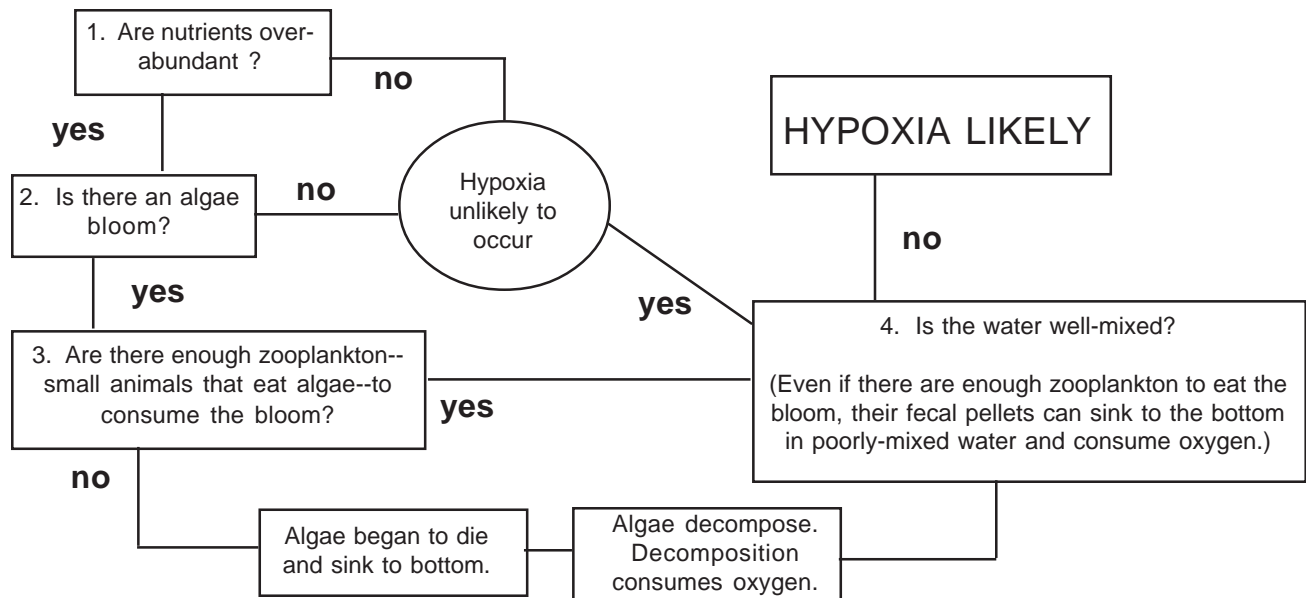 1. Are nutrients over-
abundant ?
no
yes
HYPOXIA LIKELY
2. Is there an algae
bloom?
no
Hypoxia
unlikely to
occur
no
yes
yes
3. Are there enough zooplankton--
small animals that eat algae--to
consume the bloom?
yes
4. Is the water well-mixed?
(Even if there are enough zooplankton to eat the
bloom, their fecal pellets can sink to the bottom
in poorly-mixed water and consume oxygen.)
no
Algae began to die
and sink to bottom.
Algae decompose.
Decomposition
consumes oxygen.